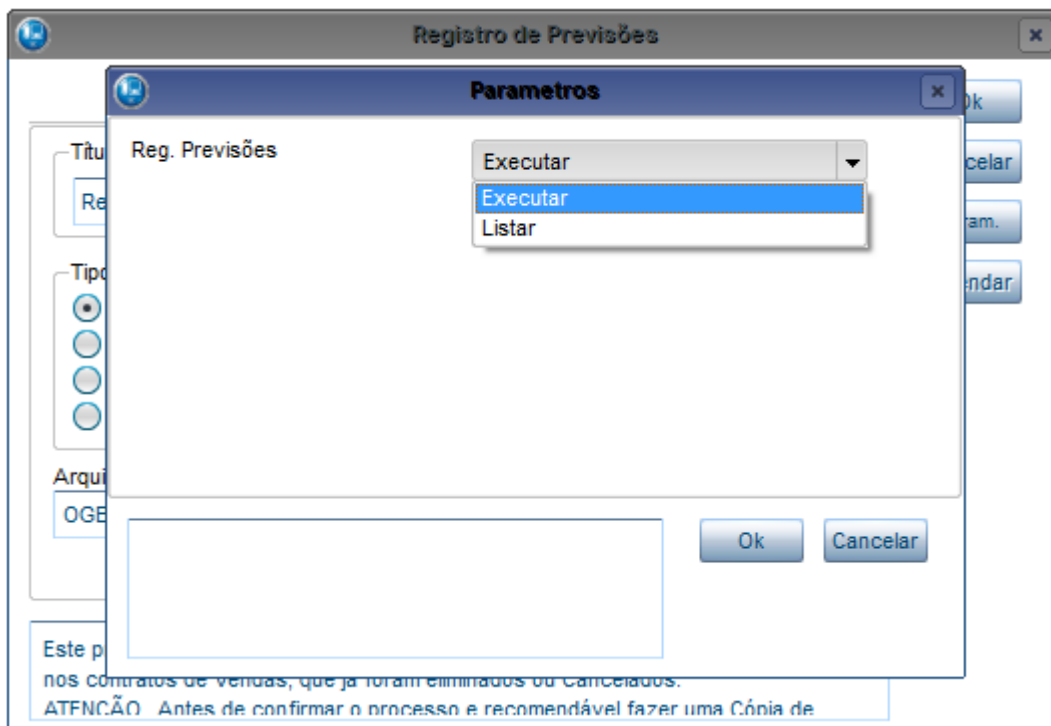 Registro de Previsões
Parametros
Ok
Títu
Reg. Previsões
Executar
celar
Re
Executar
ram.
Listar
Tipo
ndar
Arqui
OGE
Ok
Cancelar
Este p
nos contratos de vendas, que já foram eliminados ou Cancelados.
ATENÇÃO Antes de confirmar o processo e recomendável fazer uma Cópia de